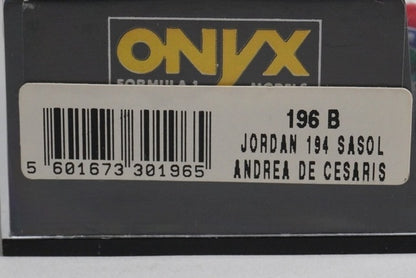 ONYX
FORMULA 1 MODELS
196 B
JORDAN 194 SASOL
ANDREA DE CESARIS
5 601673 301965